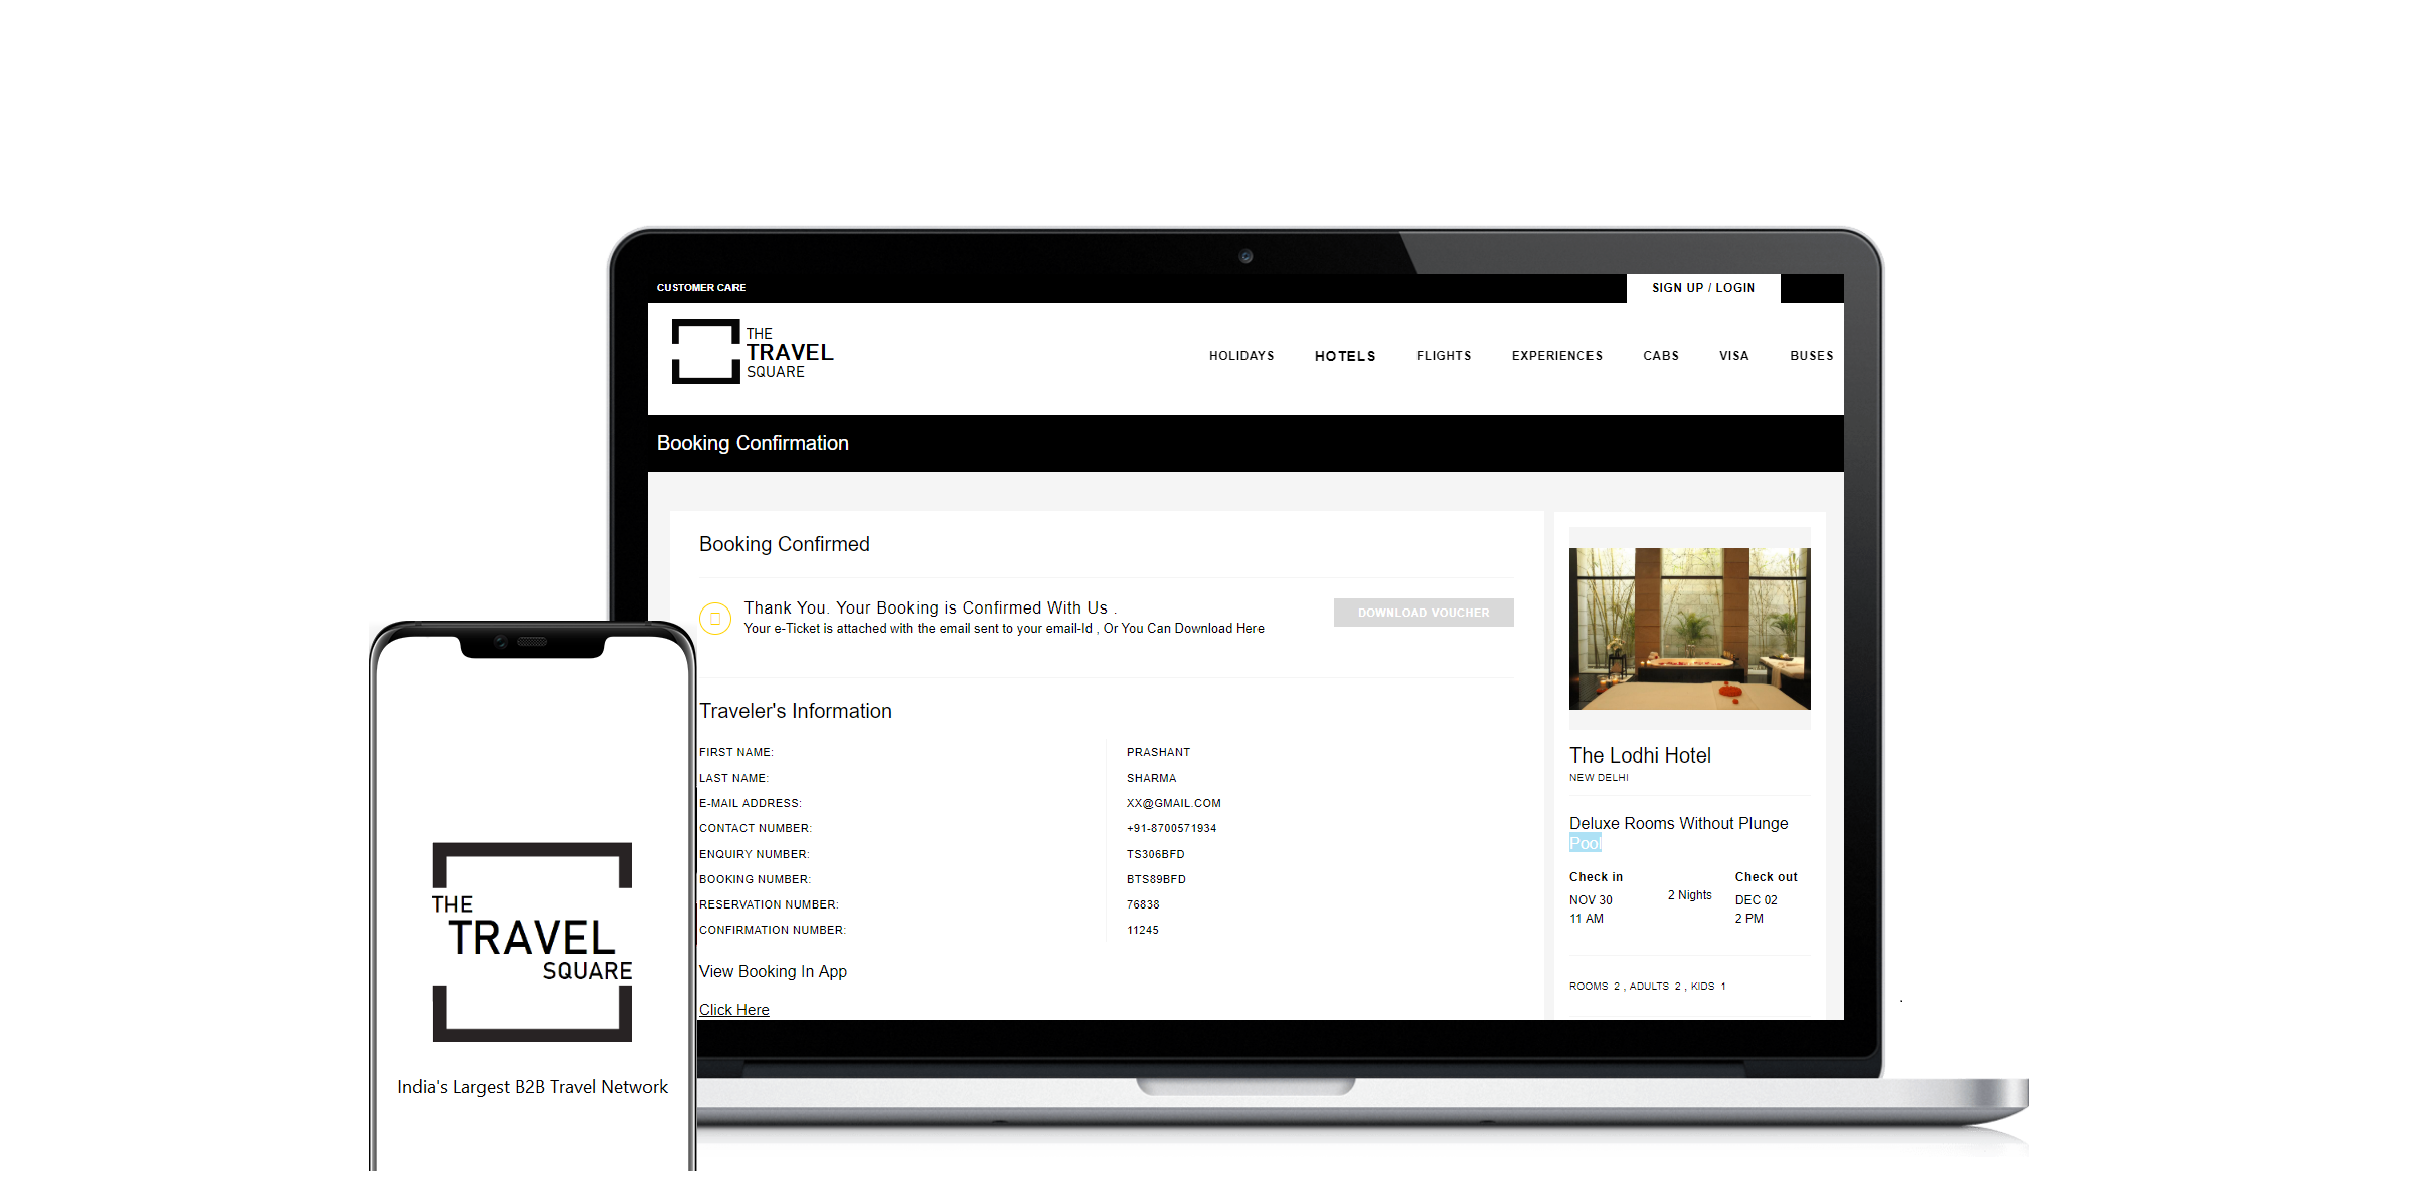 CUSTOMER CARE
SIGN UP / LOGIN
THE
TRAVEL
SQUARE
HOLIDAYS HOTELS FLIGHTS EXPERIENCES CABS VISA BUSES
Booking Confirmation
Booking Confirmed
Thank You. Your Booking is Confirmed With Us .
Your e-Ticket is attached with the email sent to your email-Id , Or You Can Download Here
DOWNLOAD VOUCHER
Traveler's Information
FIRST NAME: PRASHANT
LAST NAME: SHARMA
E-MAIL ADDRESS: XX@GMAIL.COM
CONTACT NUMBER: +91-8700571934
ENQUIRY NUMBER: TS306BFD
BOOKING NUMBER: BTS89BFD
RESERVATION NUMBER: 76838
CONFIRMATION NUMBER: 11245
View Booking In App
Click Here
The Lodhi Hotel
NEW DELHI
Deluxe Rooms Without Plunge
Pool
Check in Check out
NOV 30 2 Nights DEC 02
11 AM 2 PM
ROOMS 2 , ADULTS 2 , KIDS 1
THE
TRAVEL
SQUARE
India's Largest B2B Travel Network